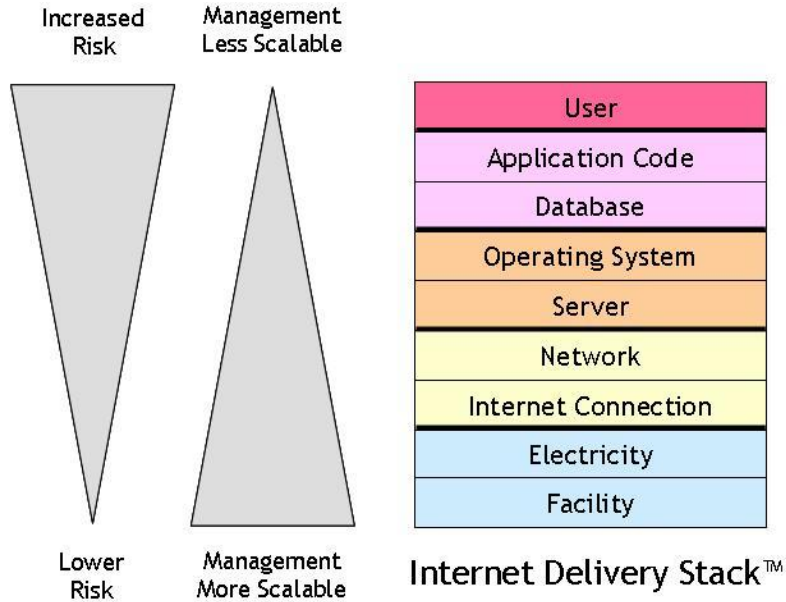 Increased
Risk
Management
Less Scalable
User
Application Code
Database
Operating System
Server
Network
Internet Connection
Electricity
Facility
Lower
Risk
Management
More Scalable
Internet Delivery Stack™